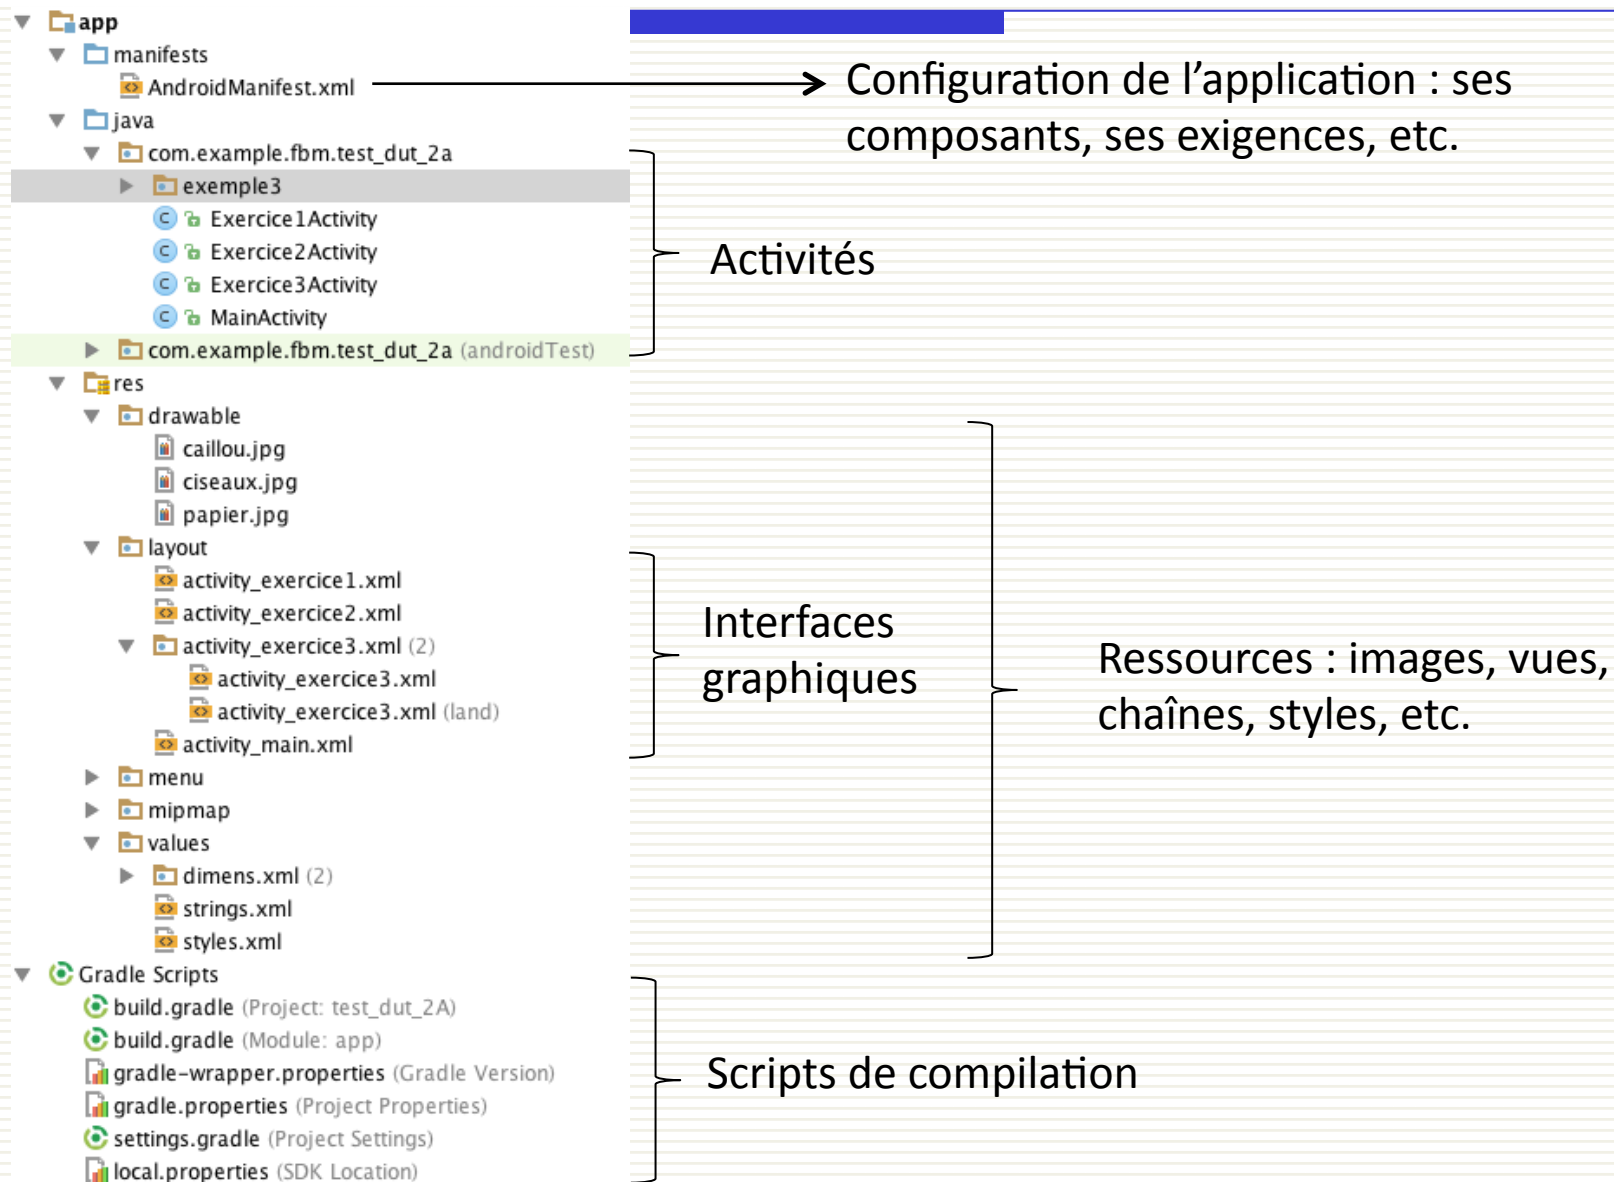 app
manifests
AndroidManifest.xml
Configuration de l'application : ses
composants, ses exigences, etc.
java
com.example.fbm.test_dut_2a
exemple3
Exercice1Activity
Exercice2Activity
Exercice3Activity
MainActivity
com.example.fbm.test_dut_2a (androidTest)
Activités
res
drawable
caillou.jpg
ciseaux.jpg
papier.jpg
layout
activity_exercice1.xml
activity_exercice2.xml
activity_exercice3.xml (2)
activity_exercice3.xml
activity_exercice3.xml (land)
activity_main.xml
Interfaces
graphiques
menu
mipmap
values
dimens.xml (2)
strings.xml
styles.xml
Ressources : images, vues,
chaînes, styles, etc.
Gradle Scripts
build.gradle (Project: test_dut_2A)
build.gradle (Module: app)
gradle-wrapper.properties (Gradle Version)
gradle.properties (Project Properties)
settings.gradle (Project Settings)
local.properties (SDK Location)
Scripts de compilation